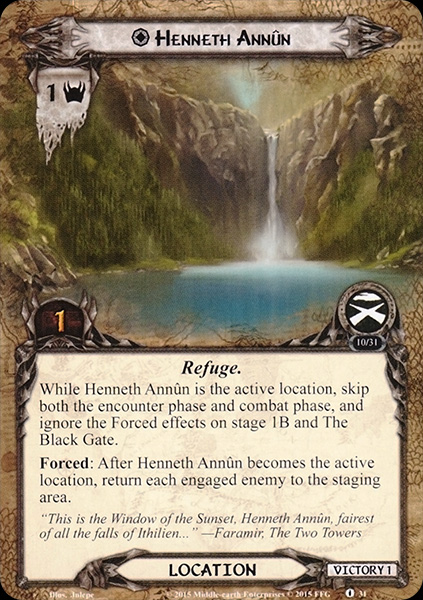 Henneth Annûn
1
1
10/31
Refuge.
While Henneth Annûn is the active location, skip
both the encounter phase and combat phase, and
ignore the Forced effects on stage 1B and The
Black Gate.
Forced: After Henneth Annûn becomes the active
location, return each engaged enemy to the staging
area.
“This is the Window of the Sunset, Henneth Annûn, fairest
of all the falls of Ithilien...” —Faramir, The Two Towers
LOCATION
VICTORY 1
Illus. Julepe
2015 Middle-earth Enterprises © 2015 FFG
31